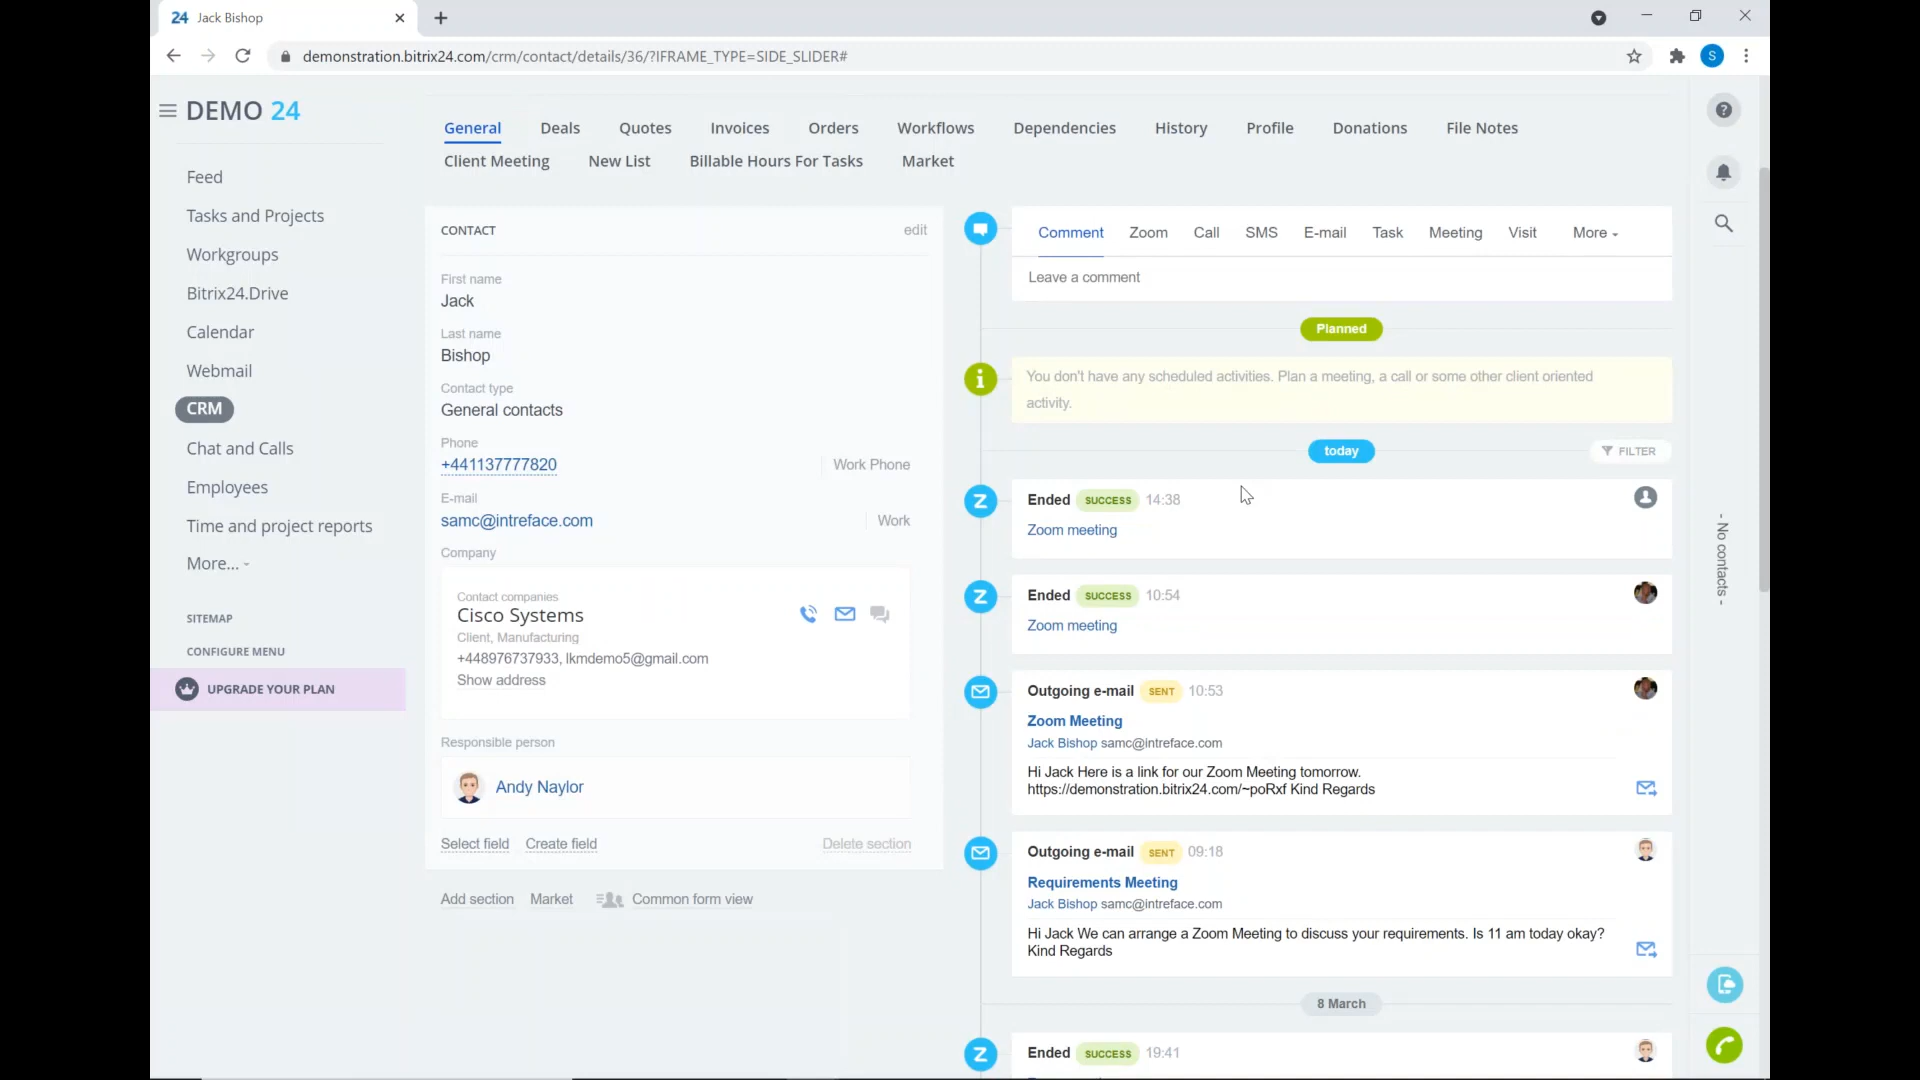 24 Jack Bishop
demonstration.bitrix24.com/crm/contact/details/36/?IFRAME_TYPE=SIDE_SLIDER#
S
DEMO 24
Feed
Tasks and Projects
Workgroups
Bitrix24.Drive
Calendar
Webmail
CRM
Chat and Calls
Employees
Time and project reports
More...
SITEMAP
CONFIGURE MENU
UPGRADE YOUR PLAN
General Deals Quotes Invoices Orders Workflows Dependencies History Profile Donations File Notes
Client Meeting New List Billable Hours For Tasks Market
CONTACT edit
First name
Jack
Last name
Bishop
Contact type
General contacts
Phone
+441137777820 Work Phone
E-mail
samc@intreface.com Work
Company
Contact companies
Cisco Systems
Client, Manufacturing
+448976737933, lkmdemo5@gmail.com
Show address
Responsible person
Andy Naylor
Select field Create field Delete section
Add section Market Common form view
Comment Zoom Call SMS E-mail Task Meeting Visit More
Leave a comment
Planned
You don't have any scheduled activities. Plan a meeting, a call or some other client oriented
activity.
today FILTER
Z Ended SUCCESS 14:38
Zoom meeting
Z Ended SUCCESS 10:54
Zoom meeting
Outgoing e-mail SENT 10:53
Zoom Meeting
Jack Bishop samc@intreface.com
Hi Jack Here is a link for our Zoom Meeting tomorrow.
https://demonstration.bitrix24.com/~poRxf Kind Regards
Outgoing e-mail SENT 09:18
Requirements Meeting
Jack Bishop samc@intreface.com
Hi Jack We can arrange a Zoom Meeting to discuss your requirements. Is 11 am today okay?
Kind Regards
8 March
Z Ended SUCCESS 19:41
- No contacts -